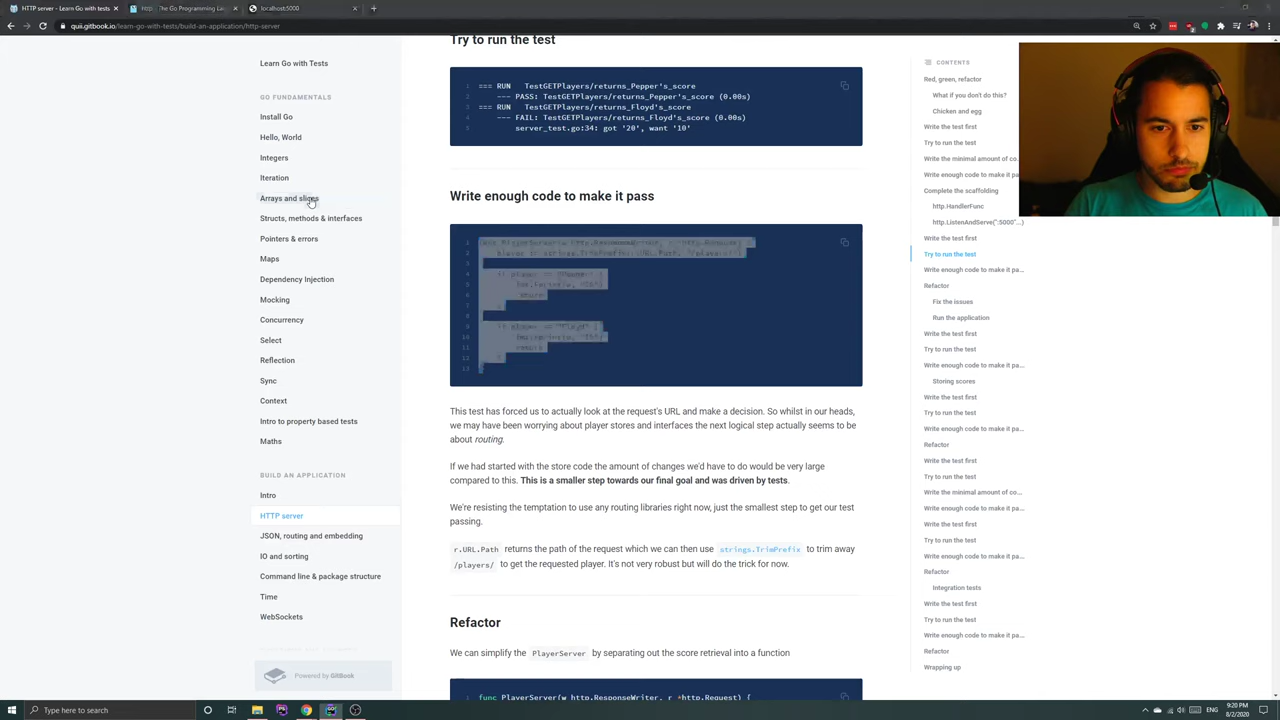 HTTP server - Learn Go with tests
localhost:5000
The Go Programming Language
quii.gitbook.io/learn-go-with-tests/build-an-application/http-server
Learn Go with Tests
GO FUNDAMENTALS
Install Go
Hello, World
Integers
Iteration
Arrays and slices
Structs, methods & interfaces
Pointers & errors
Maps
Dependency Injection
Mocking
Concurrency
Select
Reflection
Sync
Context
Intro to property based tests
Maths
BUILD AN APPLICATION
Intro
HTTP server
JSON, routing and embedding
IO and sorting
Command line & package structure
Time
WebSockets
Powered by GitBook
Try to run the test
1 === RUN TestGETPlayers/returns_Pepper's_score
2 --- PASS: TestGETPlayers/returns_Pepper's_score (0.00s)
3 === RUN TestGETPlayers/returns_Floyd's_score
4 --- FAIL: TestGETPlayers/returns_Floyd's_score (0.00s)
5 server_test.go:34: got '20', want '10'
Write enough code to make it pass
This test has forced us to actually look at the request's URL and make a decision. So whilst in our heads,
we may have been worrying about player stores and interfaces the next logical step actually seems to be
about routing.
If we had started with the store code the amount of changes we'd have to do would be very large
compared to this. This is a smaller step towards our final goal and was driven by tests.
We're resisting the temptation to use any routing libraries right now, just the smallest step to get our test
passing.
r.URL.Path returns the path of the request which we can then use strings.TrimPrefix to trim away
/players/ to get the requested player. It's not very robust but will do the trick for now.
Refactor
We can simplify the PlayerServer by separating out the score retrieval into a function
1 func PlayerServer(w http.ResponseWriter, r *http.Request) {
CONTENTS
Red, green, refactor
What if you don't do this?
Chicken and egg
Write the test first
Try to run the test
Write the minimal amount of co...
Write enough code to make it pa...
Complete the scaffolding
http.HandlerFunc
http.ListenAndServe(":5000"...)
Write the test first
Try to run the test
Write enough code to make it pa...
Refactor
Fix the issues
Run the application
Write the test first
Try to run the test
Write enough code to make it pa...
Storing scores
Write the test first
Try to run the test
Write enough code to make it pa...
Refactor
Write the test first
Try to run the test
Write the minimal amount of co...
Write enough code to make it pa...
Write the test first
Try to run the test
Write enough code to make it pa...
Refactor
Integration tests
Write the test first
Try to run the test
Write enough code to make it pa...
Refactor
Wrapping up
Type here to search
ENG
9:20 PM
8/2/2020